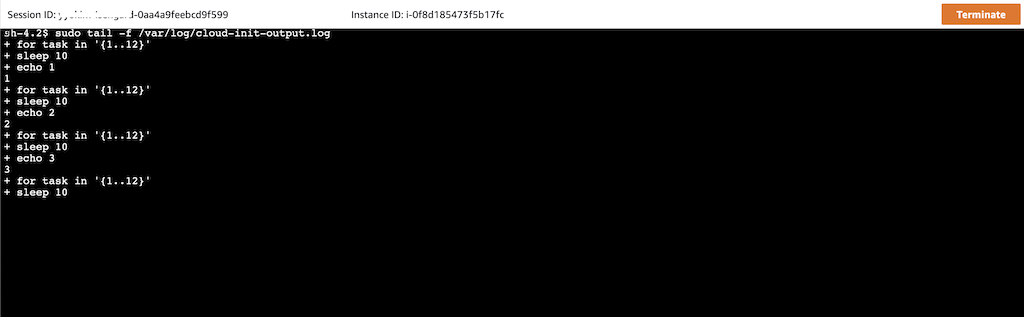 Session ID: -0aa4a9feebcd9f599 Instance ID: i-0f8d185473f5b17fc Terminate
sh-4.2$ sudo tail -f /var/log/cloud-init-output.log
+ for task in '{1..12}'
+ sleep 10
+ echo 1
1
+ for task in '{1..12}'
+ sleep 10
+ echo 2
2
+ for task in '{1..12}'
+ sleep 10
+ echo 3
3
+ for task in '{1..12}'
+ sleep 10